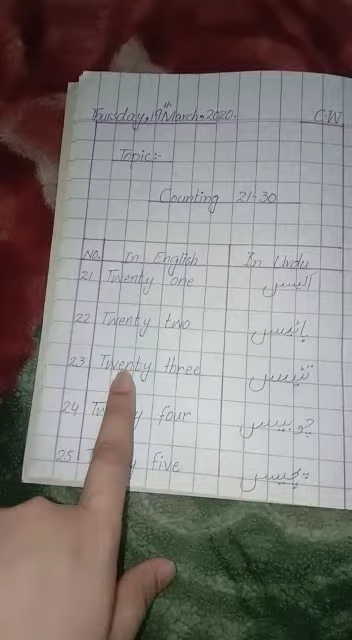 Thursday, 19th March, 2020. C.W
Topic:-
Counting 21-30
No. In English In Urdu
21 Twenty one اکیس
22 Twenty two بائیس
23 Twenty three تئیس
24 four چوبیس
25 five پچیس